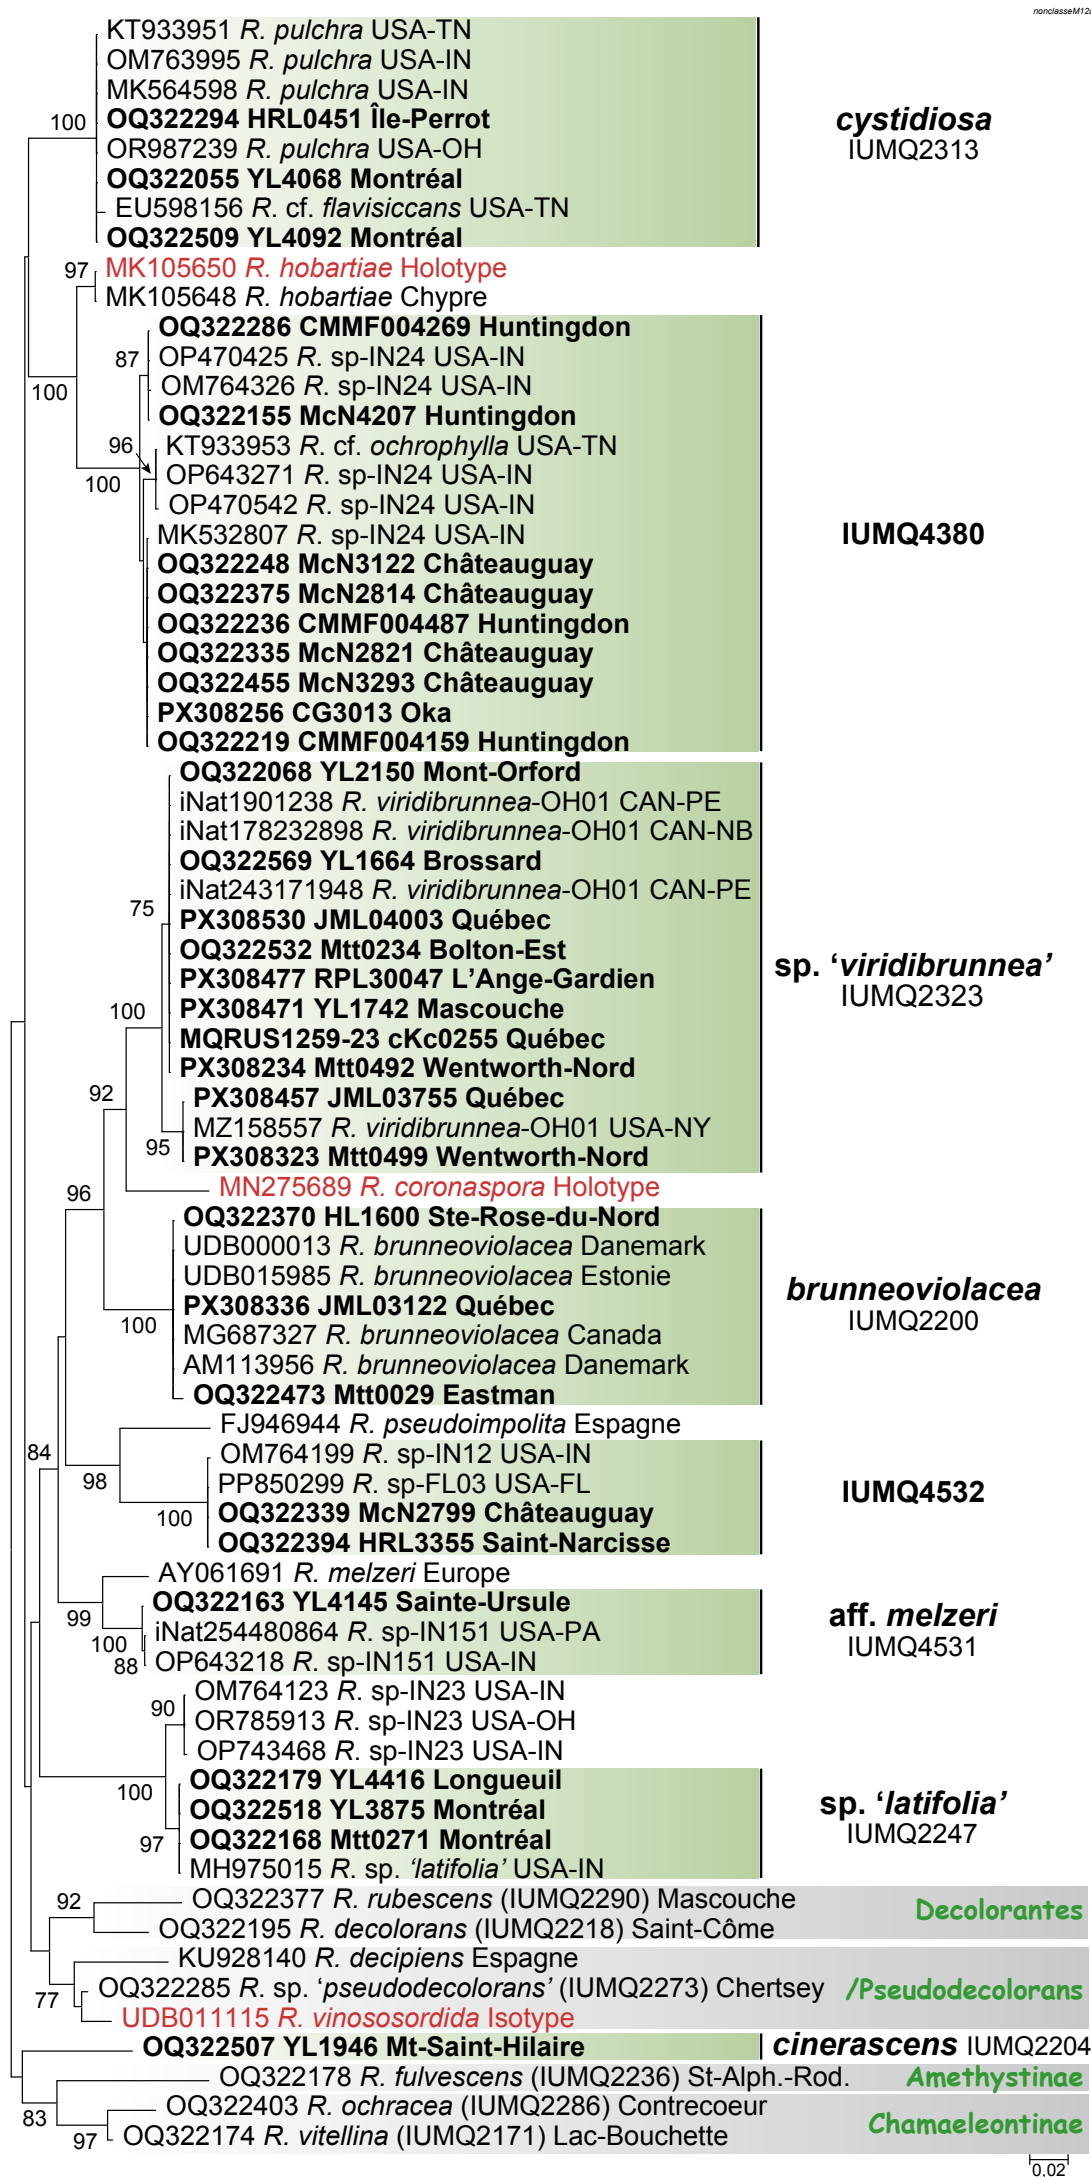 nonclasseM12
KT933951 R. pulchra USA-TN
OM763995 R. pulchra USA-IN
MK564598 R. pulchra USA-IN
OQ322294 HRL0451 Île-Perrot
cystidiosa
100
OR987239 R. pulchra USA-OH
IUMQ2313
OQ322055 YL4068 Montréal
EU598156 R. cf. flavisiccans USA-TN
OQ322509 YL4092 Montréal
97
MK105650 R. hobartiae Holotype
MK105648 R. hobartiae Chypre
OQ322286 CMMF004269 Huntingdon
87
OP470425 R. sp-IN24 USA-IN
OM764326 R. sp-IN24 USA-IN
100
OQ322155 McN4207 Huntingdon
96
KT933953 R. cf. ochrophylla USA-TN
OP643271 R. sp-IN24 USA-IN
100
OP470542 R. sp-IN24 USA-IN
MK532807 R. sp-IN24 USA-IN
IUMQ4380
OQ322248 McN3122 Châteauguay
OQ322375 McN2814 Châteauguay
OQ322236 CMMF004487 Huntingdon
OQ322335 McN2821 Châteauguay
OQ322455 McN3293 Châteauguay
PX308256 CG3013 Oka
OQ322219 CMMF004159 Huntingdon
OQ322068 YL2150 Mont-Orford
iNat1901238 R. viridibrunnea-OH01 CAN-PE
iNat178232898 R. viridibrunnea-OH01 CAN-NB
OQ322569 YL1664 Brossard
iNat243171948 R. viridibrunnea-OH01 CAN-PE
75
PX308530 JML04003 Québec
OQ322532 Mtt0234 Bolton-Est
sp. ‘viridibrunnea’
PX308477 RPL30047 L’Ange-Gardien
IUMQ2323
PX308471 YL1742 Mascouche
100
MQRUS1259-23 cKc0255 Québec
PX308234 Mtt0492 Wentworth-Nord
92
PX308457 JML03755 Québec
MZ158557 R. viridibrunnea-OH01 USA-NY
95
PX308323 Mtt0499 Wentworth-Nord
MN275689 R. coronaspora Holotype
96
OQ322370 HL1600 Ste-Rose-du-Nord
UDB000013 R. brunneoviolacea Danemark
UDB015985 R. brunneoviolacea Estonie
brunneoviolacea
PX308336 JML03122 Québec
IUMQ2200
100
MG687327 R. brunneoviolacea Canada
AM113956 R. brunneoviolacea Danemark
OQ322473 Mtt0029 Eastman
FJ946944 R. pseudoimpolita Espagne
84
OM764199 R. sp-IN12 USA-IN
98
PP850299 R. sp-FL03 USA-FL
IUMQ4532
100
OQ322339 McN2799 Châteauguay
OQ322394 HRL3355 Saint-Narcisse
AY061691 R. melzeri Europe
OQ322163 YL4145 Sainte-Ursule
aff. melzeri
99
iNat254480864 R. sp-IN151 USA-PA
IUMQ4531
100
88
OP643218 R. sp-IN151 USA-IN
OM764123 R. sp-IN23 USA-IN
90
OR785913 R. sp-IN23 USA-OH
OP743468 R. sp-IN23 USA-IN
100
OQ322179 YL4416 Longueuil
OQ322518 YL3875 Montréal
sp. ‘latifolia’
IUMQ2247
97
OQ322168 Mtt0271 Montréal
MH975015 R. sp. ‘latifolia’ USA-IN
92
OQ322377 R. rubescens (IUMQ2290) Mascouche
Decolorantes
OQ322195 R. decolorans (IUMQ2218) Saint-Côme
KU928140 R. decipiens Espagne
77
OQ322285 R. sp. ‘pseudodecolorans’ (IUMQ2273) Chertsey
/Pseudodecolorans
UDB011115 R. vinososordida Isotype
OQ322507 YL1946 Mt-Saint-Hilaire
cinerascens IUMQ2204
OQ322178 R. fulvescens (IUMQ2236) St-Alph.-Rod.
Amethystinae
83
OQ322403 R. ochracea (IUMQ2286) Contrecoeur
Chamaeleontinae
97
OQ322174 R. vitellina (IUMQ2171) Lac-Bouchette
0,02